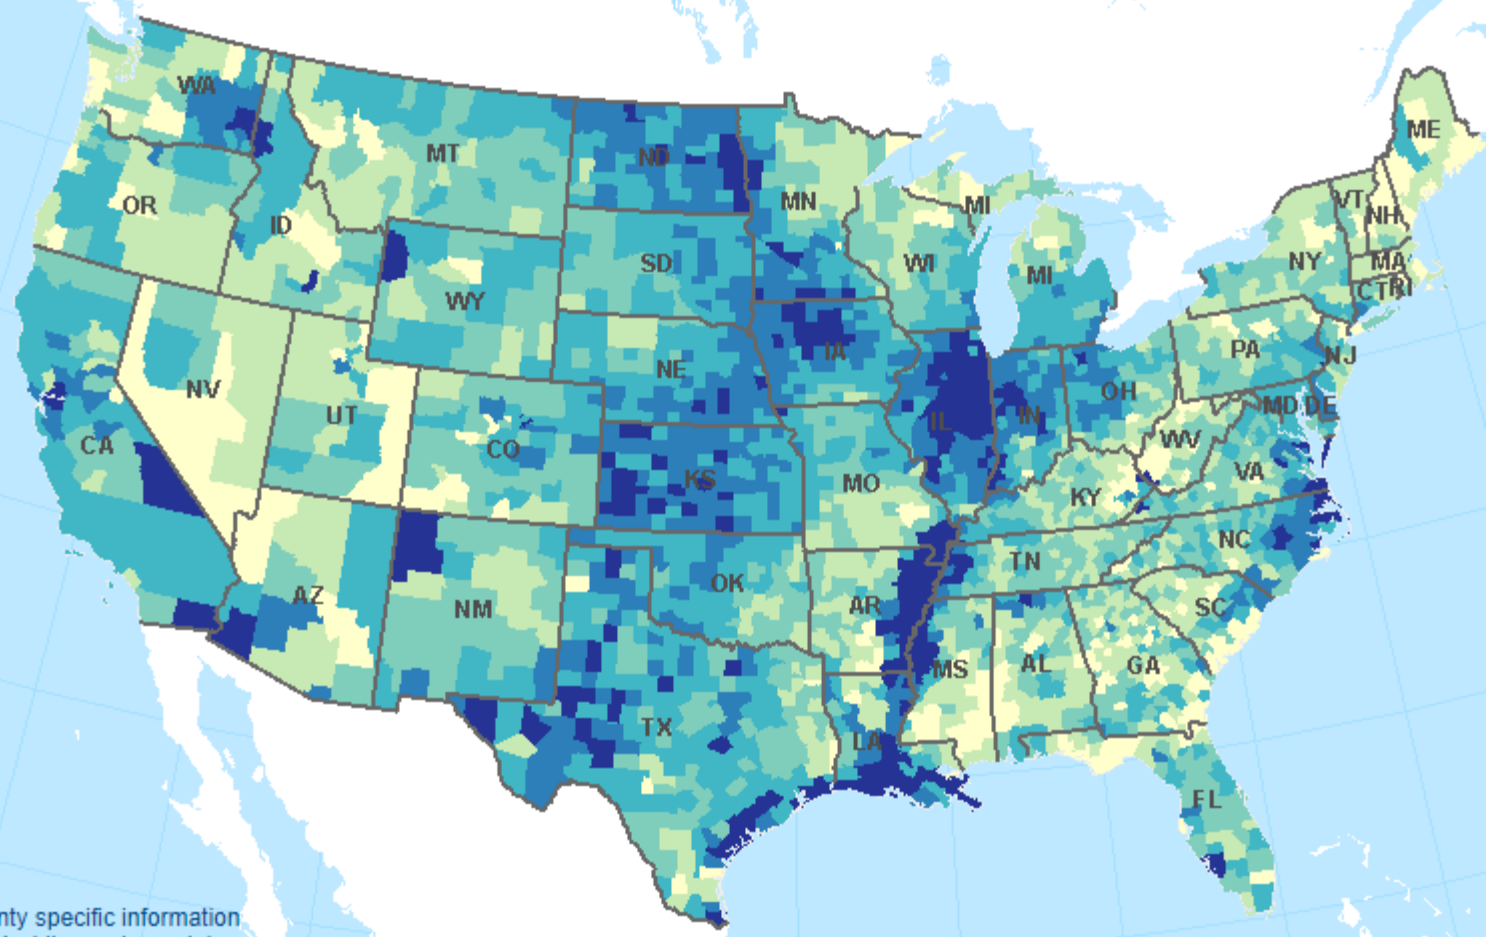 WA
ME
MT
ND
VT
OR
MN
MI
NH
ID
SD
WI
NY
MA
MI
CT
RI
WY
IA
PA
NJ
NE
NV
OH
MD
DE
UT
IL
IN
CA
CO
WV
KS
MO
VA
KY
NC
TN
OK
AZ
NM
AR
SC
MS
AL
GA
TX
LA
FL
nty specific information